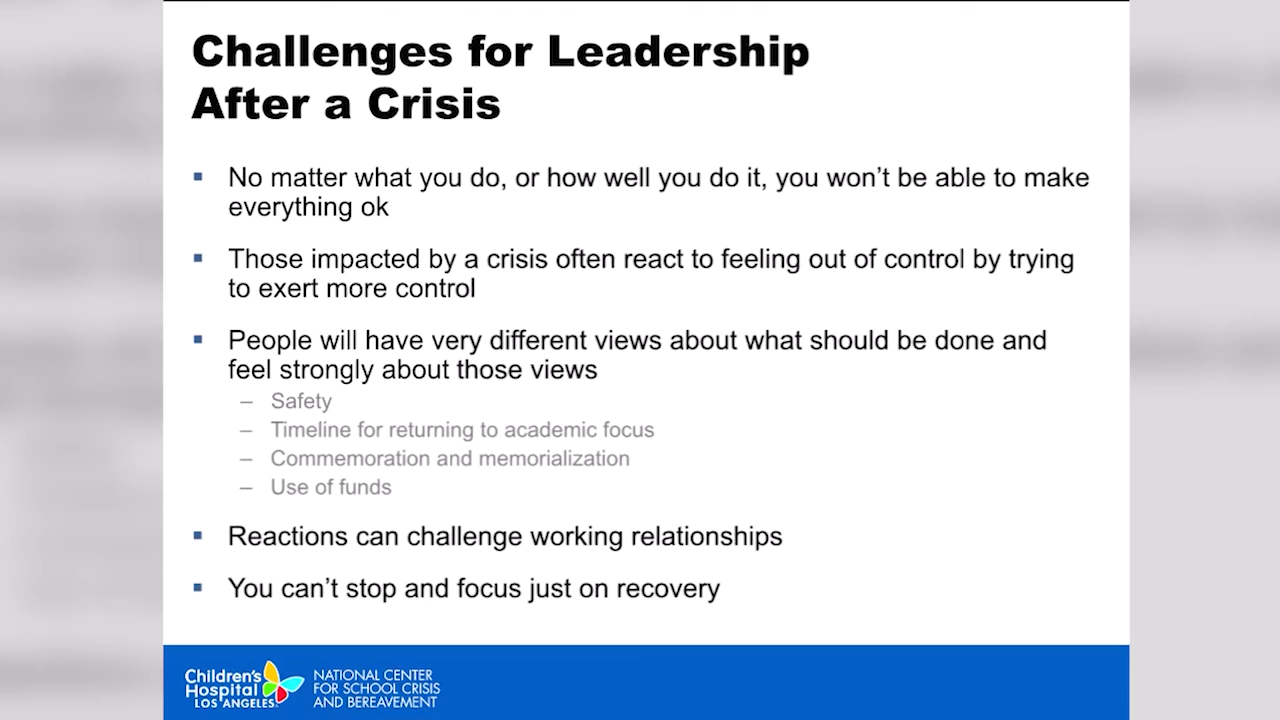 Challenges for Leadership
After a Crisis
▪ No matter what you do, or how well you do it, you won't be able to make
everything ok
▪ Those impacted by a crisis often react to feeling out of control by trying
to exert more control
▪ People will have very different views about what should be done and
feel strongly about those views
– Safety
– Timeline for returning to academic focus
– Commemoration and memorialization
– Use of funds
▪ Reactions can challenge working relationships
▪ You can't stop and focus just on recovery
Children's
Hospital
LOS ANGELES
NATIONAL CENTER
FOR SCHOOL CRISIS
AND BEREAVEMENT